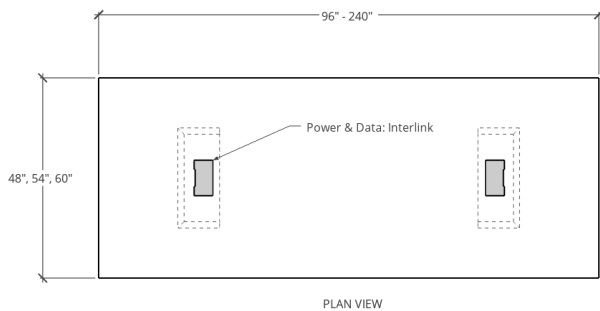 96" - 240"
Power & Data: Interlink
48", 54", 60"
PLAN VIEW